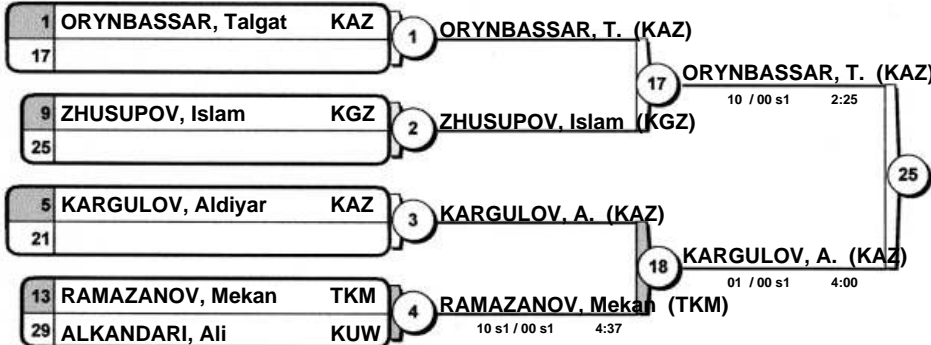 1 ORYNBASSAR, Talgat KAZ
17
1
ORYNBASSAR, T. (KAZ)
9 ZHUSUPOV, Islam KGZ
25
2
ZHUSUPOV, Islam (KGZ)
17
ORYNBASSAR, T. (KAZ)
10 / 00 s1 2:25
5 KARGULOV, Aldiyar KAZ
21
3
KARGULOV, A. (KAZ)
13 RAMAZANOV, Mekan TKM
29 ALKANDARI, Ali KUW
4
RAMAZANOV, Mekan (TKM)
10 s1 / 00 s1 4:37
18
KARGULOV, A. (KAZ)
01 / 00 s1 4:00
25